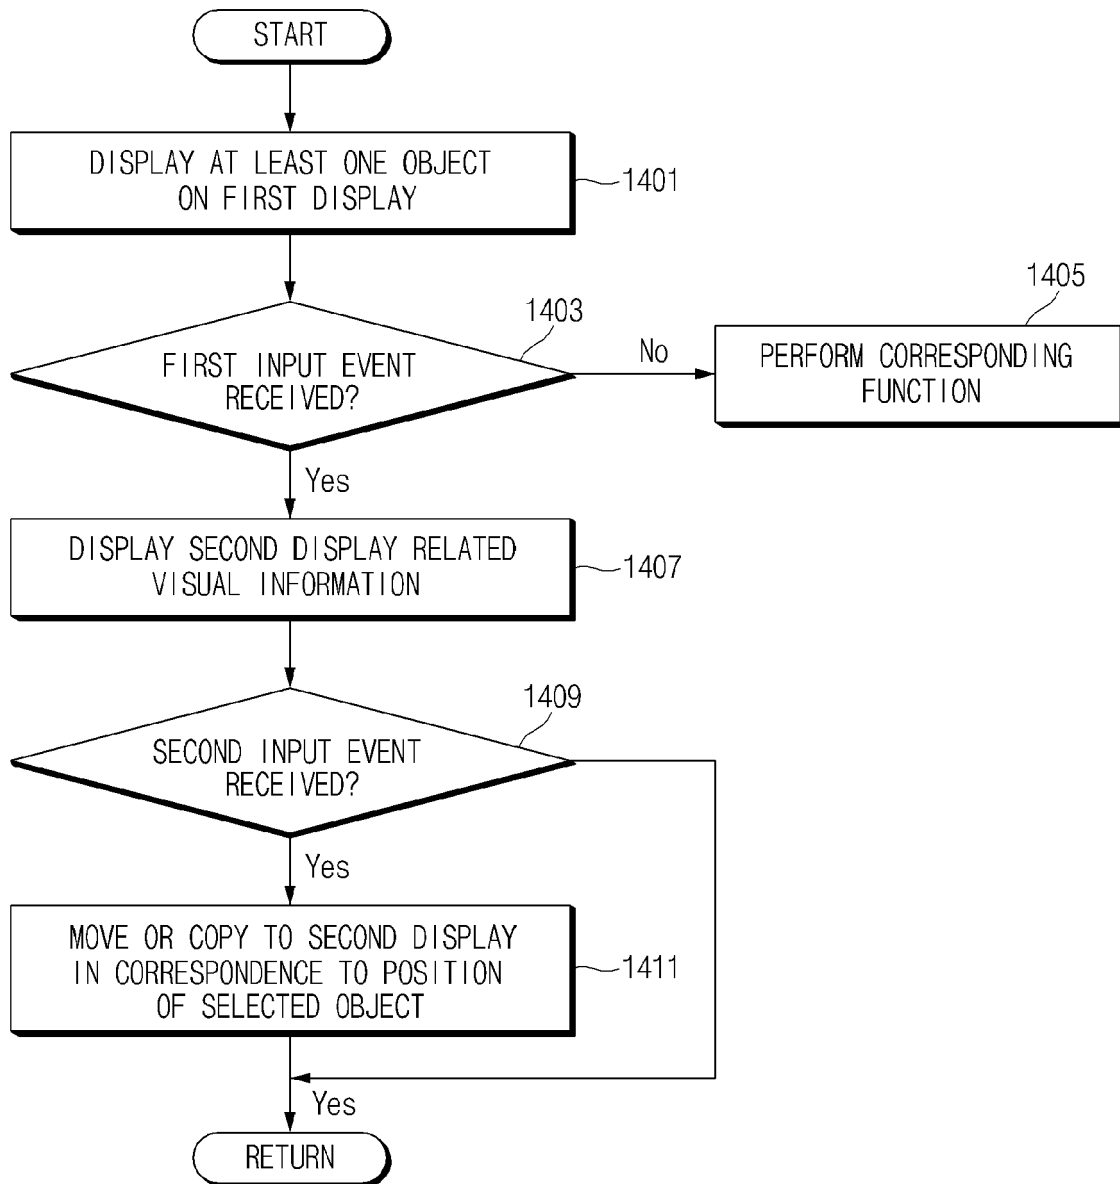 START
DISPLAY AT LEAST ONE OBJECT
ON FIRST DISPLAY
1401
1403
FIRST INPUT EVENT
RECEIVED?
No
1405
PERFORM CORRESPONDING
FUNCTION
Yes
DISPLAY SECOND DISPLAY RELATED
VISUAL INFORMATION
1407
1409
SECOND INPUT EVENT
RECEIVED?
Yes
MOVE OR COPY TO SECOND DISPLAY
IN CORRESPONDENCE TO POSITION
OF SELECTED OBJECT
1411
Yes
RETURN